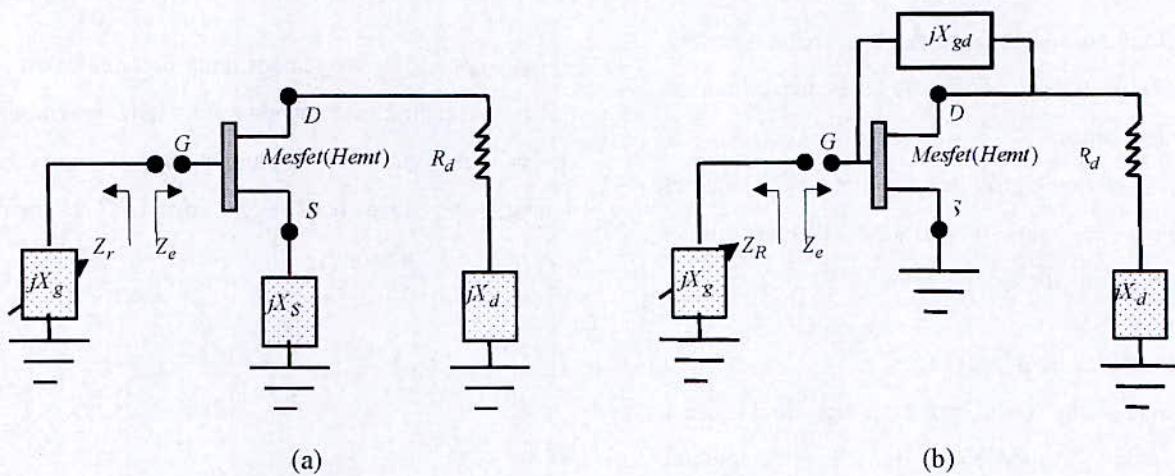 jX_g
Z_r
Z_e
G
D
Mesfet(Hemt)
S
jX_S
R_d
jX_d
(a)
jX_gd
jX_g
Z_R
Z_e
G
D
Mesfet(Hemt)
R_d
jX_d
(b)